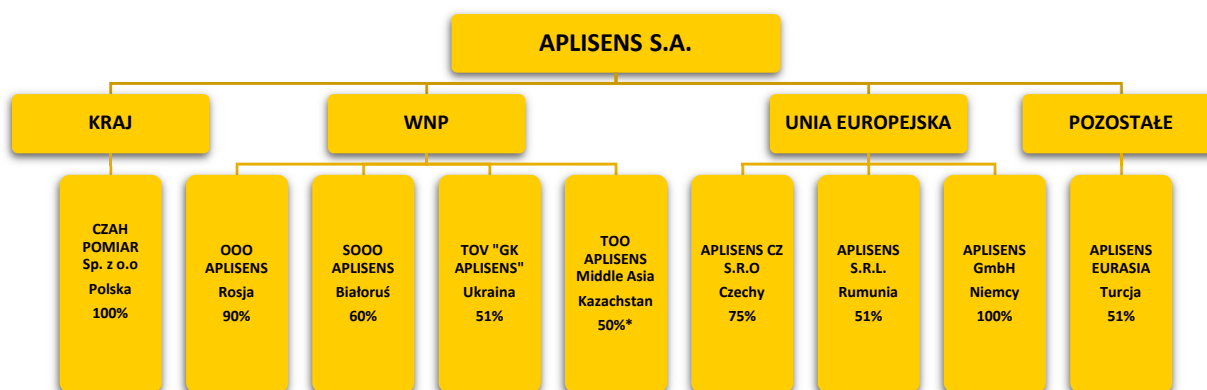 APLISENS S.A.
KRAJ
WNP
UNIA EUROPEJSKA
POZOSTAŁE
CZAH
POMIAR
Sp. z o.o
Polska
100%
OOO
APLISENS
Rosja
90%
SOOO
APLISENS
Białoruś
60%
TOV "GK
APLISENS"
Ukraina
51%
TOO
APLISENS
Middle Asia
Kazachstan
50%*
APLISENS CZ
S.R.O
Czechy
75%
APLISENS
S.R.L.
Rumunia
51%
APLISENS
GmbH
Niemcy
100%
APLISENS
EURASIA
Turcja
51%